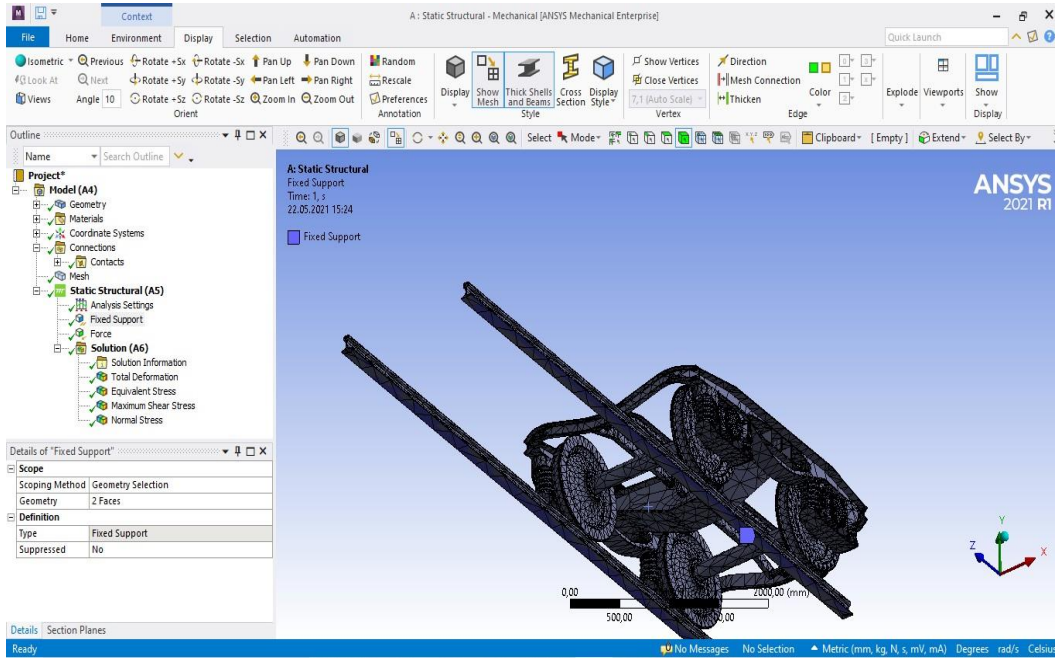 Context
A : Static Structural - Mechanical [ANSYS Mechanical Enterprise]
File Home Environment Display Selection Automation
Quick Launch
Isometric Previous Rotate +Sx Rotate -Sx Pan Up Pan Down Random Show Vertices Direction
Look At Next Rotate +Sy Rotate -Sy Pan Left Pan Right Rescale Close Vertices Mesh Connection
Views Angle 10 Rotate +Sz Rotate -Sz Zoom In Zoom Out Preferences 7,1 (Auto Scale) Thicken
Display Show Mesh Thick Shells and Beams Cross Section Display Style Color Explode Viewports Show
Orient Annotation Style Vertex Edge Display
Outline
Select Mode Clipboard [ Empty ] Extend Select By
Name Search Outline
Project*
Model (A4)
Geometry
Materials
Coordinate Systems
Connections
Contacts
Mesh
Static Structural (A5)
Analysis Settings
Fixed Support
Force
Solution (A6)
Solution Information
Total Deformation
Equivalent Stress
Maximum Shear Stress
Normal Stress
Details of "Fixed Support"
Scope
Scoping Method Geometry Selection
Geometry 2 Faces
Definition
Type Fixed Support
Suppressed No
Details Section Planes
A: Static Structural
Fixed Support
Time: 1, s
22.05.2021 15:24
Fixed Support
ANSYS
2021 R1
Y
Z X
0,00 2000,00 (mm)
500,00
Ready No Messages No Selection Metric (mm, kg, N, s, mV, mA) Degrees rad/s